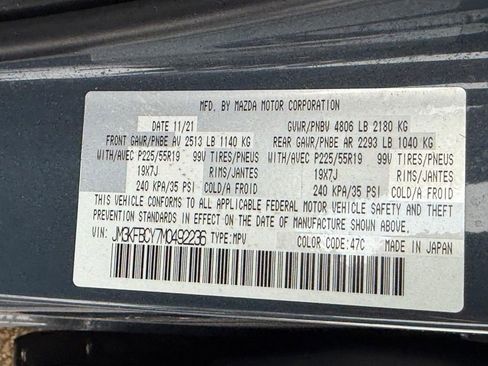 MFD. BY MAZDA MOTOR CORPORATION
DATE 11/21 GVWR/PNBV 4806 LB 2180 KG
FRONT GAWR/PNBE AV 2513 LB 1140 KG REAR GAWR/PNBE AR 2293 LB 1040 KG
WITH/AVEC P225/55R19 99V TIRES/PNEUS WITH/AVEC P225/55R19 99V TIRES/PNEUS
19X7J RIMS/JANTES 19X7J RIMS/JANTES
240 KPA/35 PSI COLD/A FROID 240 KPA/35 PSI COLD/A FROID
THIS VEHICLE CONFORMS TO ALL APPLICABLE FEDERAL MOTOR VEHICLE SAFETY AND THEFT
PREVENTION STANDARDS IN EFFECT ON THE DATE OF MANUFACTURE SHOWN ABOVE.
VIN: JM3KFBCY7M0492236 TYPE:MPV COLOR CODE:47C MADE IN JAPAN